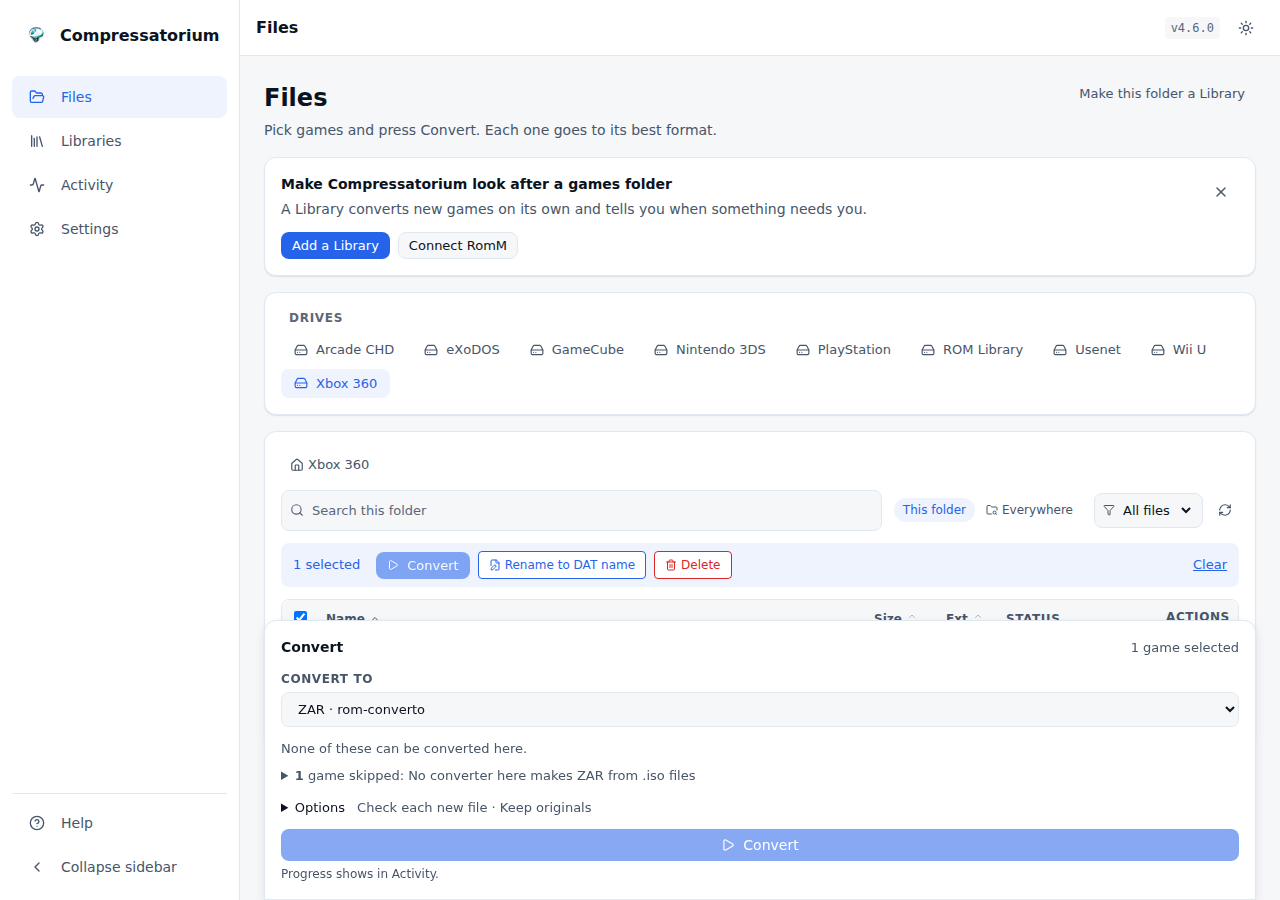 Compressatorium
Files
Libraries
Activity
Settings
Help
Collapse sidebar
Files
v4.6.0
Files
Make this folder a Library
Pick games and press Convert. Each one goes to its best format.
Make Compressatorium look after a games folder
A Library converts new games on its own and tells you when something needs you.
Add a Library
Connect RomM
DRIVES
Arcade CHD
eXoDOS
GameCube
Nintendo 3DS
PlayStation
ROM Library
Usenet
Wii U
Xbox 360
Xbox 360
Search this folder
This folder
Everywhere
All files
1 selected
Convert
Rename to DAT name
Delete
Clear
Name
Size
Ext
STATUS
ACTIONS
Convert
1 game selected
CONVERT TO
ZAR · rom-converto
None of these can be converted here.
1 game skipped: No converter here makes ZAR from .iso files
Options Check each new file · Keep originals
Convert
Progress shows in Activity.